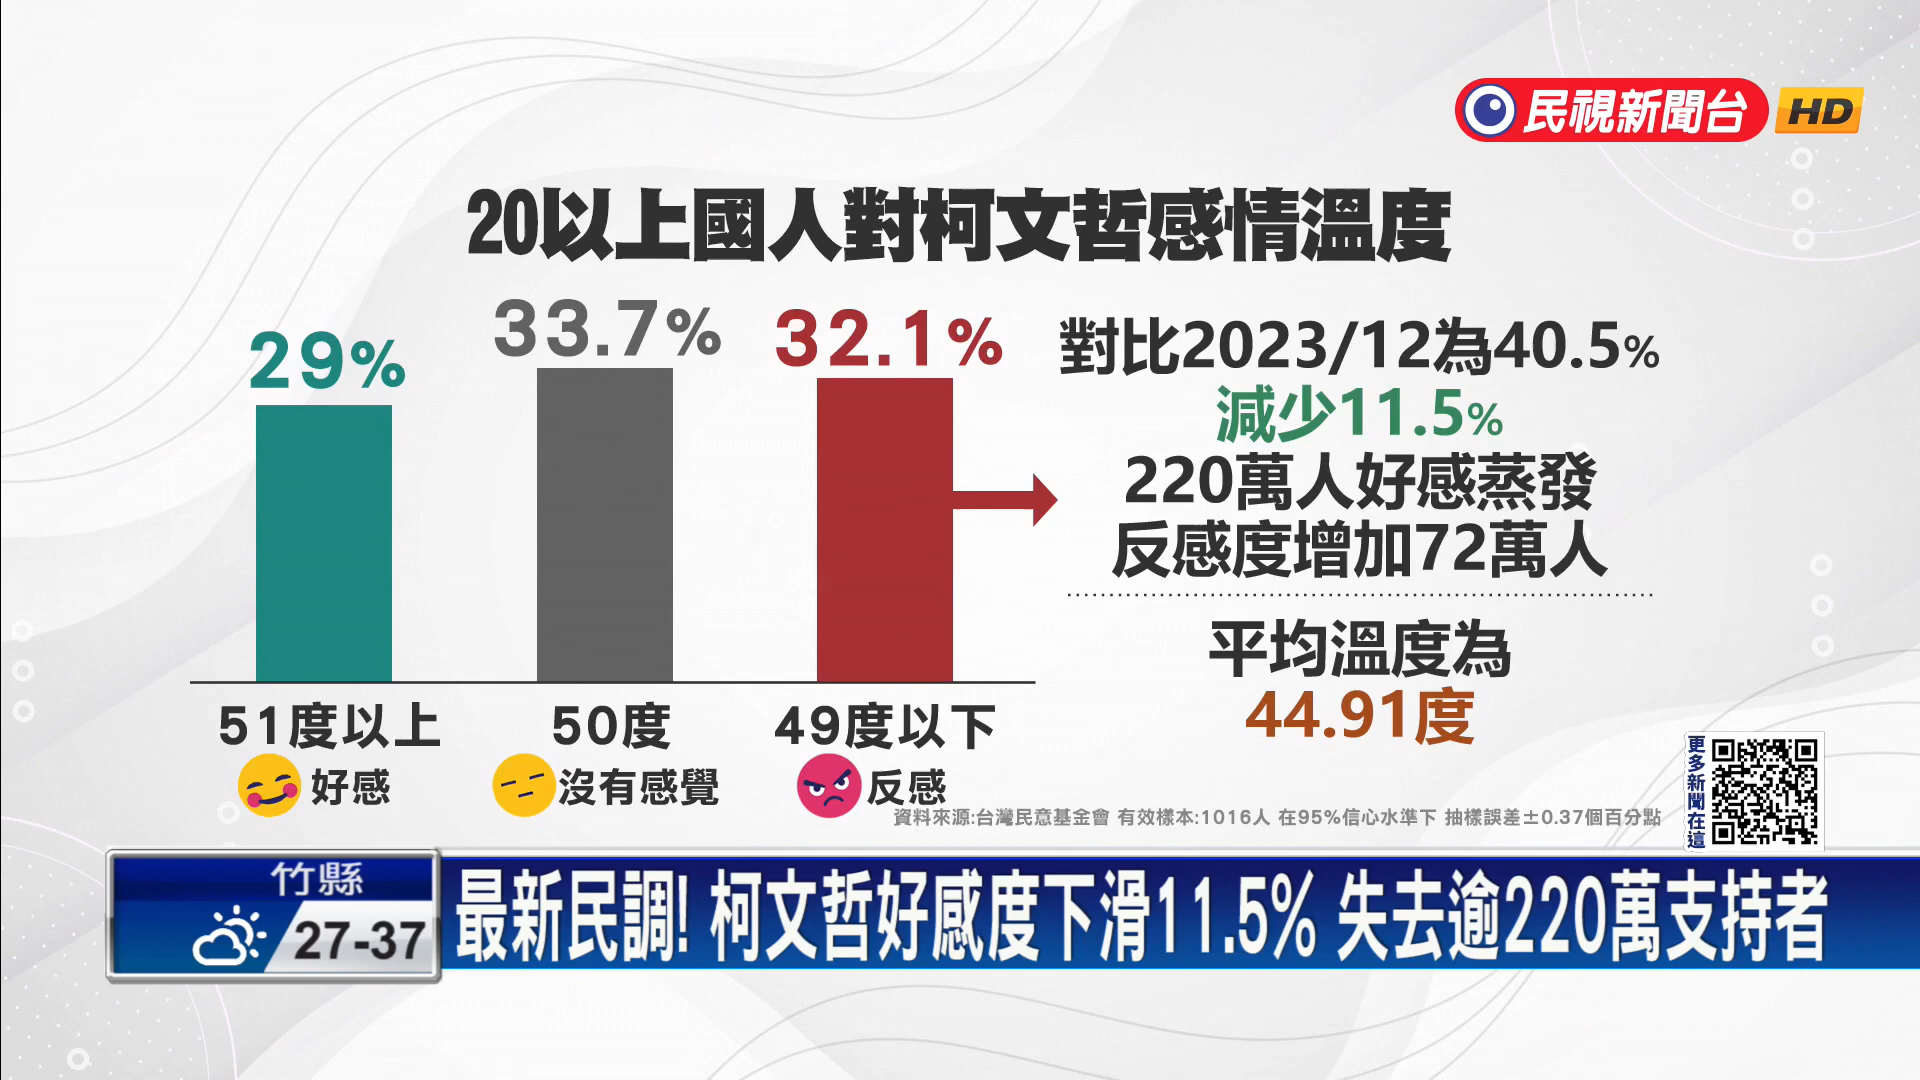 民視新聞台 HD
20以上國人對柯文哲感情溫度
29%
33.7%
32.1%
51度以上
好感
50度
沒有感覺
49度以下
反感
對比2023/12為40.5%
減少11.5%
220萬人好感蒸發
反感度增加72萬人
平均溫度為
44.91度
資料來源:台灣民意基金會 有效樣本:1016人 在95%信心水準下 抽樣誤差±0.37個百分點
更多新聞在這
竹縣
27-37
最新民調! 柯文哲好感度下滑11.5% 失去逾220萬支持者